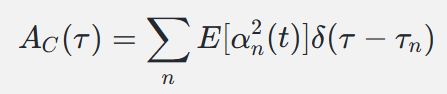 $A_C(\tau) = \sum_n E[\alpha_n^2(t)]\delta(\tau - \tau_n)$